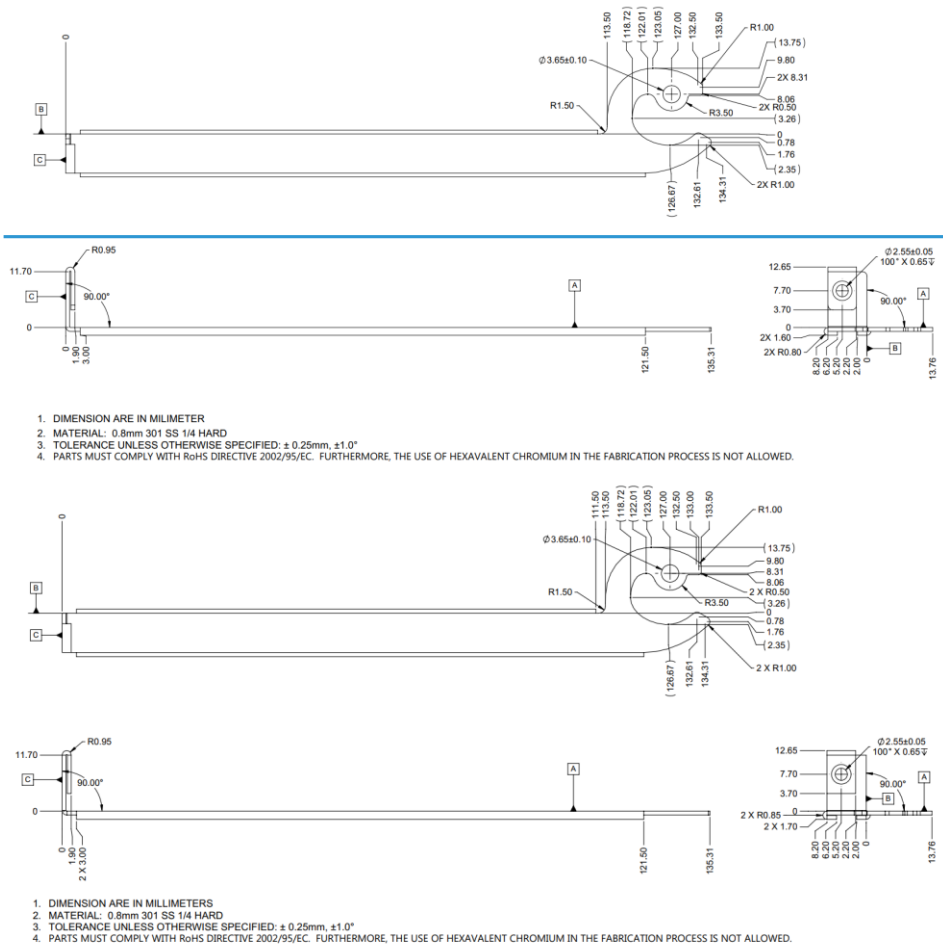 0
113.50
(118.72)
(122.01)
(123.05)
127.00
132.50
133.50
R1.00
(13.75)
9.80
2X 8.31
8.06
2X R0.50
(3.26)
0
0.78
1.76
(2.35)
2X R1.00
Ø3.65±0.10
R1.50
R3.50
B
C
(126.67)
132.61
134.31
R0.95
11.70
C
90.00°
0
A
0
1.90
3.00
121.50
135.31
Ø2.55±0.05
100° X 0.65↧
12.65
7.70
3.70
0
90.00°
A
2X 1.60
2X R0.80
B
8.20
6.20
5.20
2.20
2.00
0
13.76
1. DIMENSION ARE IN MILIMETER
2. MATERIAL: 0.8mm 301 SS 1/4 HARD
3. TOLERANCE UNLESS OTHERWISE SPECIFIED: ± 0.25mm, ±1.0°
4. PARTS MUST COMPLY WITH RoHS DIRECTIVE 2002/95/EC. FURTHERMORE, THE USE OF HEXAVALENT CHROMIUM IN THE FABRICATION PROCESS IS NOT ALLOWED.
0
111.50
113.50
(118.72)
(122.01)
(123.05)
127.00
132.50
133.00
133.50
R1.00
(13.75)
9.80
8.31
8.06
2 X R0.50
(3.26)
0
0.78
1.76
(2.35)
2 X R1.00
Ø3.65±0.10
R1.50
R3.50
B
C
(126.67)
132.61
134.31
R0.95
11.70
C
90.00°
0
A
0
1.90
2 X 3.00
121.50
135.31
Ø2.55±0.05
100° X 0.65↧
12.65
7.70
3.70
0
90.00°
A
B
2 X R0.85
2 X 1.70
8.20
6.20
5.20
2.20
2.00
0
13.76
1. DIMENSION ARE IN MILLIMETERS
2. MATERIAL: 0.8mm 301 SS 1/4 HARD
3. TOLERANCE UNLESS OTHERWISE SPECIFIED: ± 0.25mm, ±1.0°
4. PARTS MUST COMPLY WITH RoHS DIRECTIVE 2002/95/EC. FURTHERMORE, THE USE OF HEXAVALENT CHROMIUM IN THE FABRICATION PROCESS IS NOT ALLOWED.